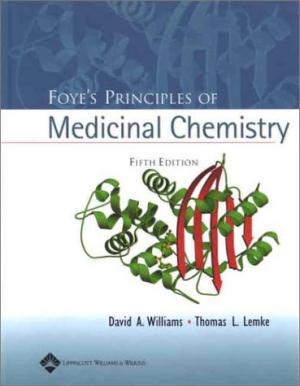 FOYE'S PRINCIPLES OF
Medicinal Chemistry
FIFTH EDITION
David A. Williams • Thomas L. Lemke
LIPPINCOTT WILLIAMS & WILKINS